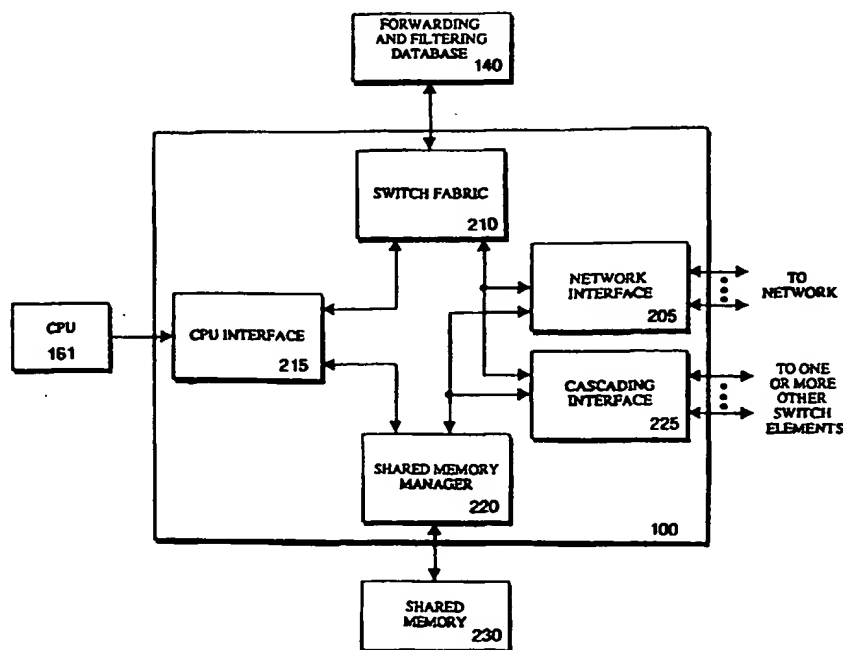 FORWARDING
AND FILTERING
DATABASE
140
SWITCH FABRIC
210
NETWORK
INTERFACE
205
TO
NETWORK
CPU
161
CPU INTERFACE
215
CASCADING
INTERFACE
225
TO ONE
OR MORE
OTHER
SWITCH
ELEMENTS
SHARED MEMORY
MANAGER
220
100
SHARED
MEMORY
230